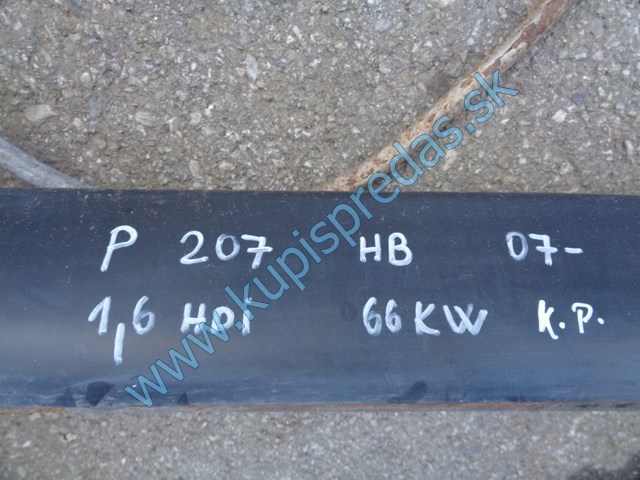 P 207 HB 07-
1,6 HDI 66 KW K.P.
www.kupispredas.sk